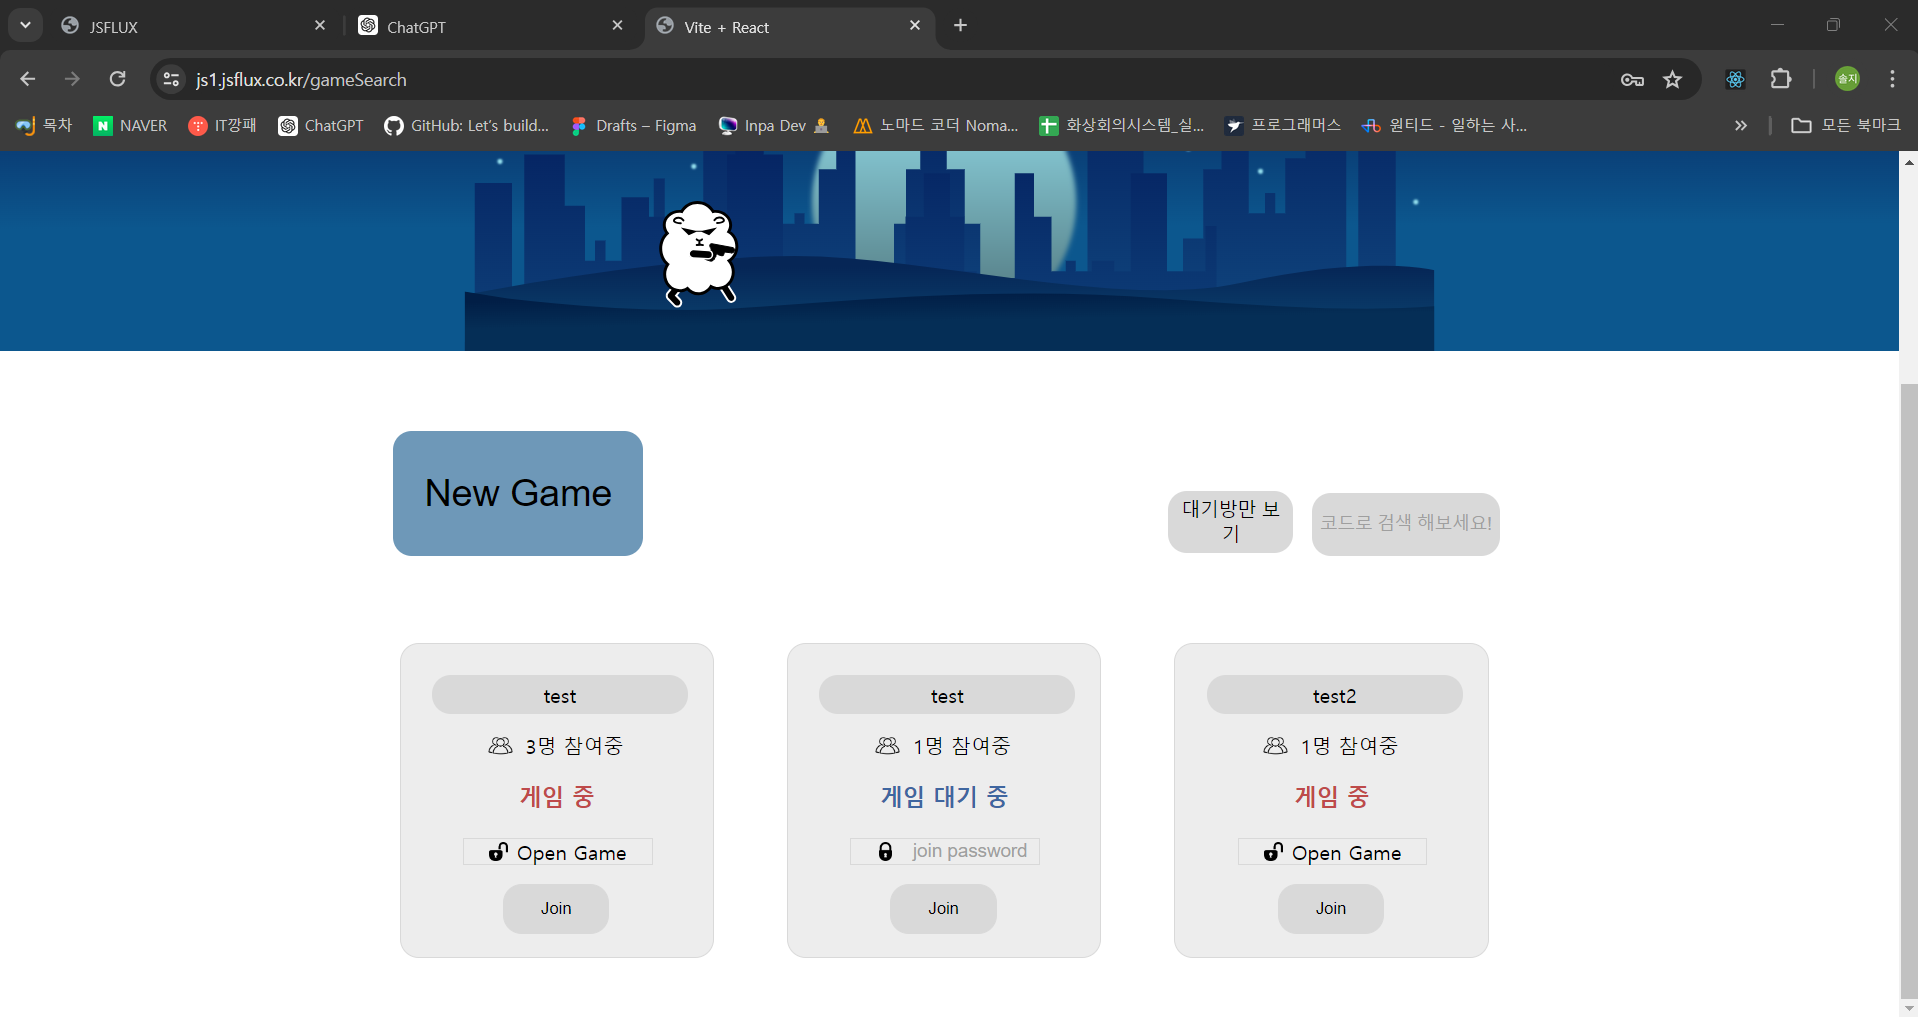 JSFLUX
ChatGPT
Vite + React
js1.jsflux.co.kr/gameSearch
솔지
목차
NAVER
IT깡패
ChatGPT
GitHub: Let's build...
Drafts – Figma
Inpa Dev
노마드 코더 Noma...
화상회의시스템_실...
프로그래머스
원티드 - 일하는 사...
모든 북마크
New Game
대기방만 보
기
코드로 검색 해보세요!
test
3명 참여중
게임 중
Open Game
Join
test
1명 참여중
게임 대기 중
join password
Join
test2
1명 참여중
게임 중
Open Game
Join